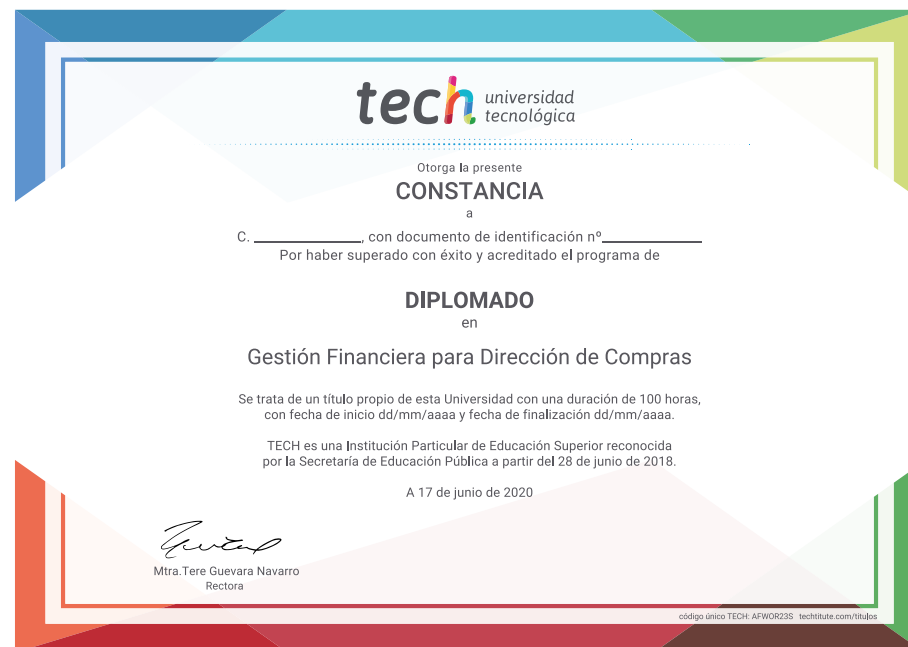 tech universidad
tecnológica
Otorga la presente
CONSTANCIA
a
C. ____________, con documento de identificación nº___________
Por haber superado con éxito y acreditado el programa de
DIPLOMADO
en
Gestión Financiera para Dirección de Compras
Se trata de un título propio de esta Universidad con una duración de 100 horas,
con fecha de inicio dd/mm/aaaa y fecha de finalización dd/mm/aaaa.
TECH es una Institución Particular de Educación Superior reconocida
por la Secretaría de Educación Pública a partir del 28 de junio de 2018.
A 17 de junio de 2020
Mtra.Tere Guevara Navarro
Rectora
código único TECH: AFWOR23S techtitute.com/titulos